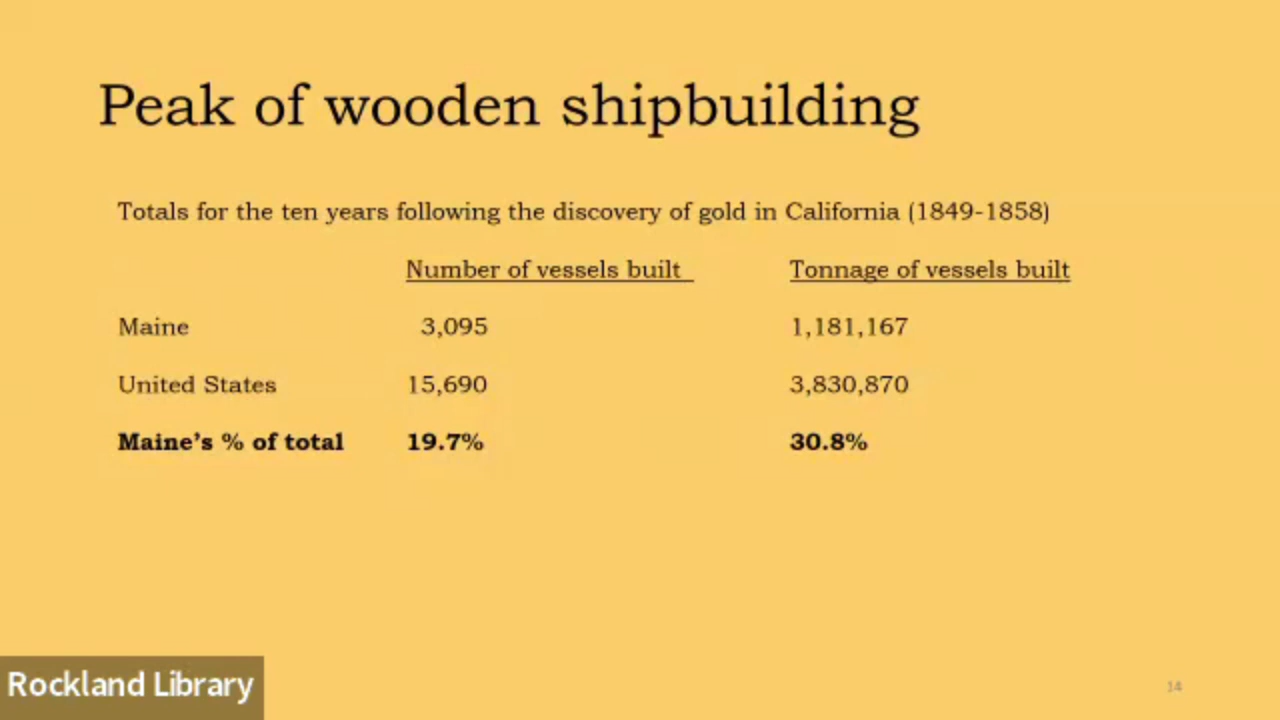 Peak of wooden shipbuilding
Totals for the ten years following the discovery of gold in California (1849-1858)
Number of vessels built Tonnage of vessels built
Maine 3,095 1,181,167
United States 15,690 3,830,870
Maine’s % of total 19.7% 30.8%
Rockland Library
14